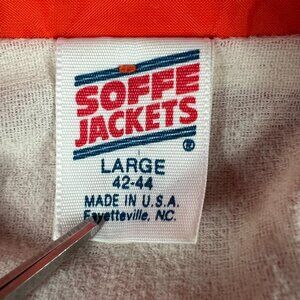 SOFFE
JACKETS
®
LARGE
42-44
MADE IN U.S.A.
Fayetteville, NC.